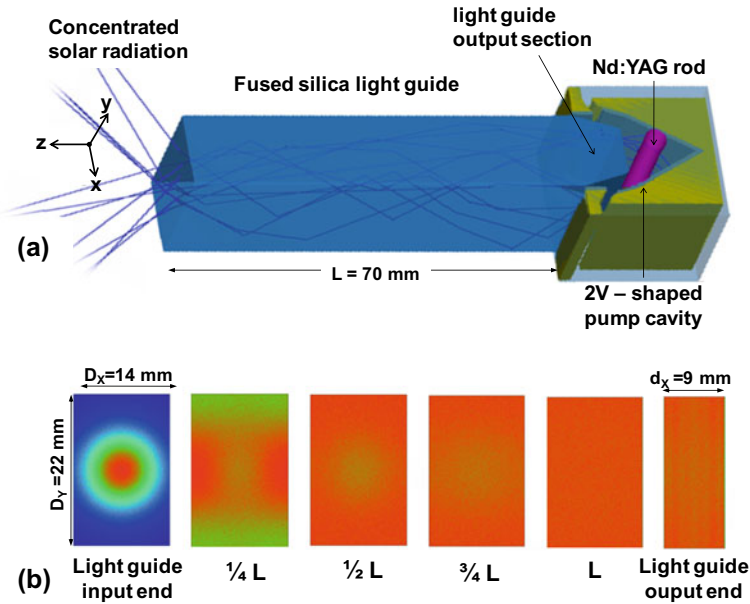 Concentrated
solar radiation
light guide
output section
Nd:YAG rod
Fused silica light guide
y
z
x
(a)
L = 70 mm
2V – shaped
pump cavity
Dx=14 mm
dx =9 mm
DY =22 mm
Light guide
input end
¼ L
½ L
¾ L
L
Light guide
ouput end
(b)